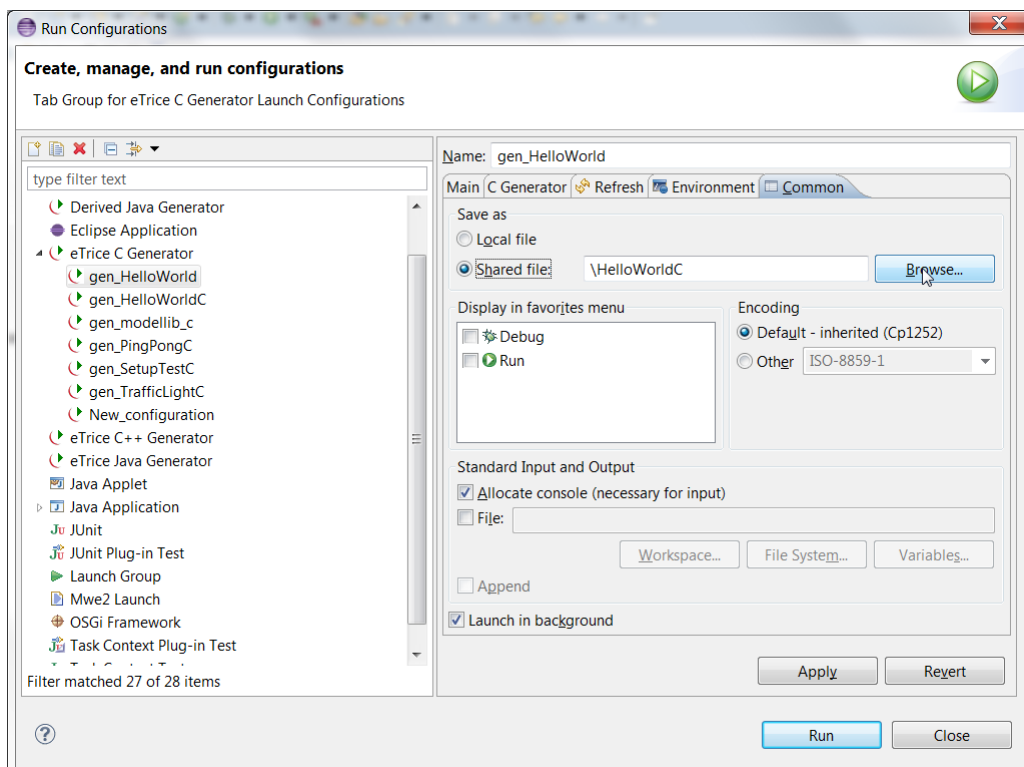 Run Configurations
Create, manage, and run configurations
Tab Group for eTrice C Generator Launch Configurations
type filter text
Derived Java Generator
Eclipse Application
eTrice C Generator
gen_HelloWorld
gen_HelloWorldC
gen_modellib_c
gen_PingPongC
gen_SetupTestC
gen_TrafficLightC
New_configuration
eTrice C++ Generator
eTrice Java Generator
Java Applet
Java Application
JUnit
JUnit Plug-in Test
Launch Group
Mwe2 Launch
OSGi Framework
Task Context Plug-in Test
Filter matched 27 of 28 items
Name: gen_HelloWorld
Main C Generator Refresh Environment Common
Save as
Local file
Shared file: \HelloWorldC Browse...
Display in favorites menu
Debug
Run
Encoding
Default - inherited (Cp1252)
Other ISO-8859-1
Standard Input and Output
Allocate console (necessary for input)
File:
Workspace... File System... Variables...
Append
Launch in background
Apply Revert
Run Close